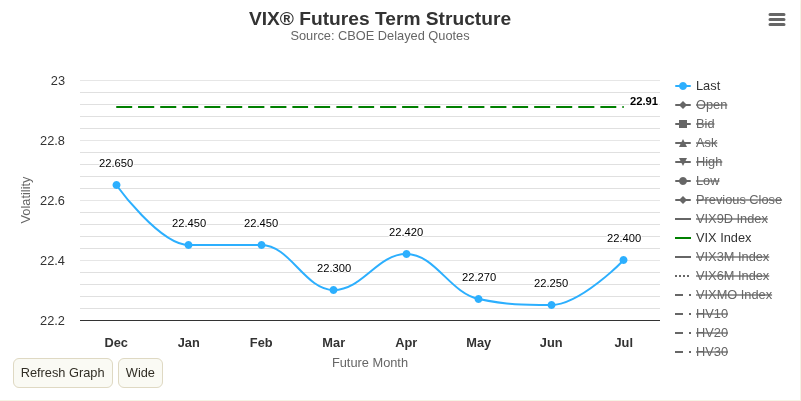 VIX® Futures Term Structure
Source: CBOE Delayed Quotes
23
22.8
22.6
22.4
22.2
Volatility
22.91
22.650
22.450
22.450
22.300
22.420
22.270
22.250
22.400
Dec Jan Feb Mar Apr May Jun Jul
Future Month
Last
Open
Bid
Ask
High
Low
Previous Close
VIX9D Index
VIX Index
VIX3M Index
VIX6M Index
VIXMO Index
HV10
HV20
HV30
Refresh Graph
Wide